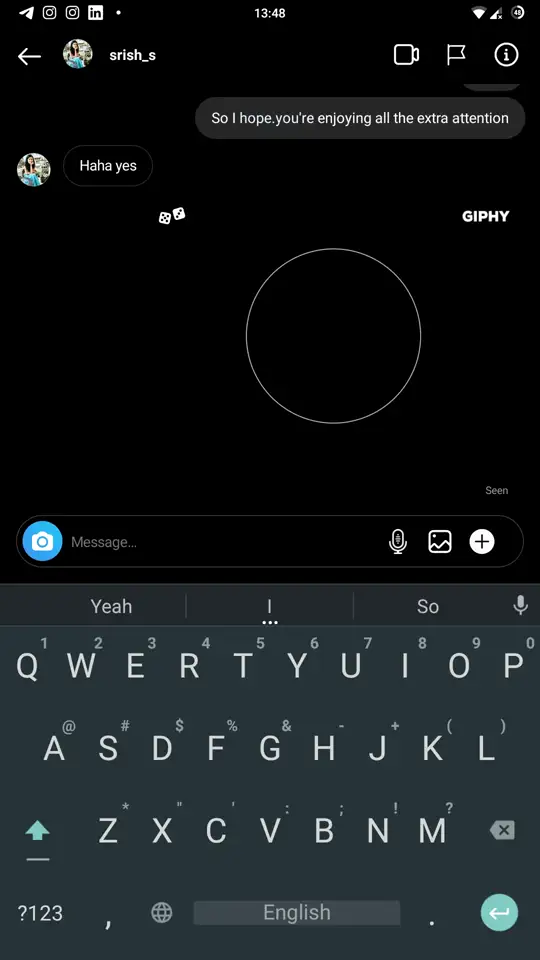 13:48
48
srish_s
So I hope.you're enjoying all the extra attention
Haha yes
GIPHY
Seen
Message...
Yeah I So
1 2 3 4 5 6 7 8 9 0
Q W E R T Y U I O P
@ # $ % & - + ( )
A S D F G H J K L
* " ' : ; ! ?
Z X C V B N M
?123 , English .